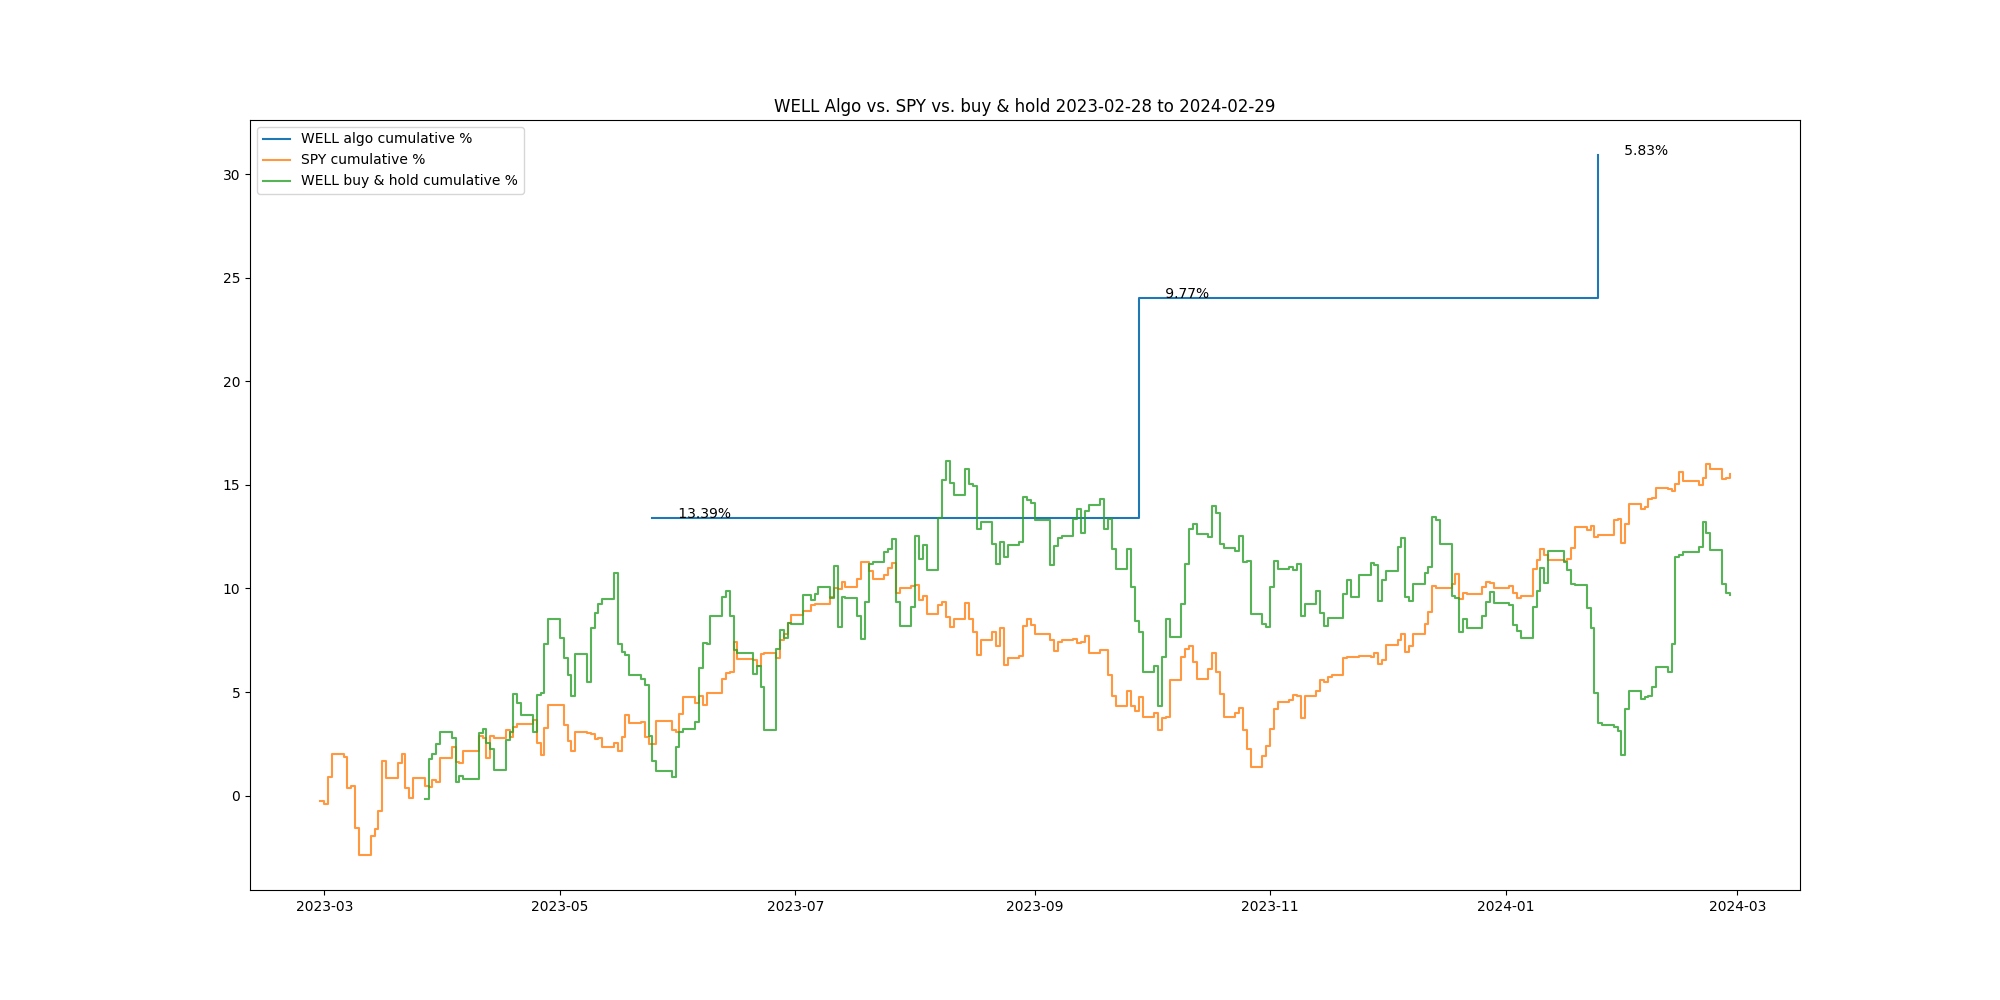 WELL Algo vs. SPY vs. buy & hold 2023-02-28 to 2024-02-29
WELL algo cumulative %
SPY cumulative %
WELL buy & hold cumulative %
5.83%
9.77%
13.39%
30
25
20
15
10
5
0
2023-03 2023-05 2023-07 2023-09 2023-11 2024-01 2024-03